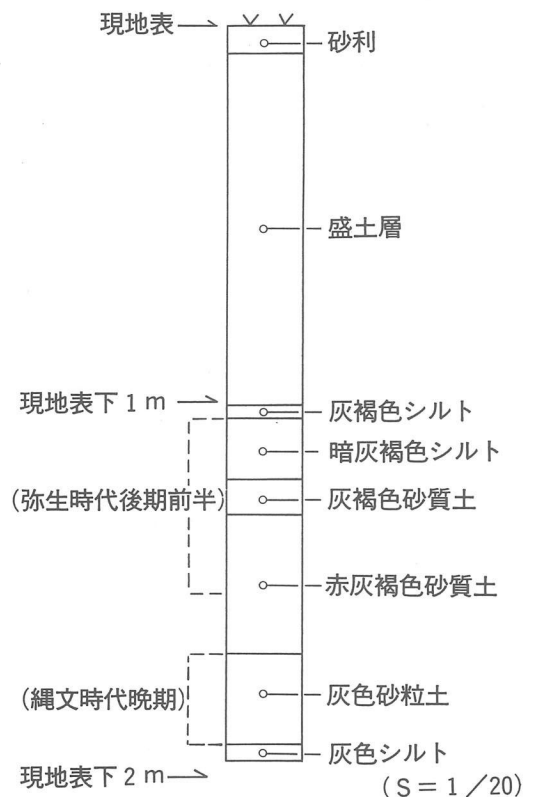 現地表
砂利
盛土層
現地表下1m
灰褐色シルト
暗灰褐色シルト
(弥生時代後期前半)
灰褐色砂質土
赤灰褐色砂質土
(縄文時代晩期)
灰色砂粒土
灰色シルト
現地表下2m
(S=1/20)